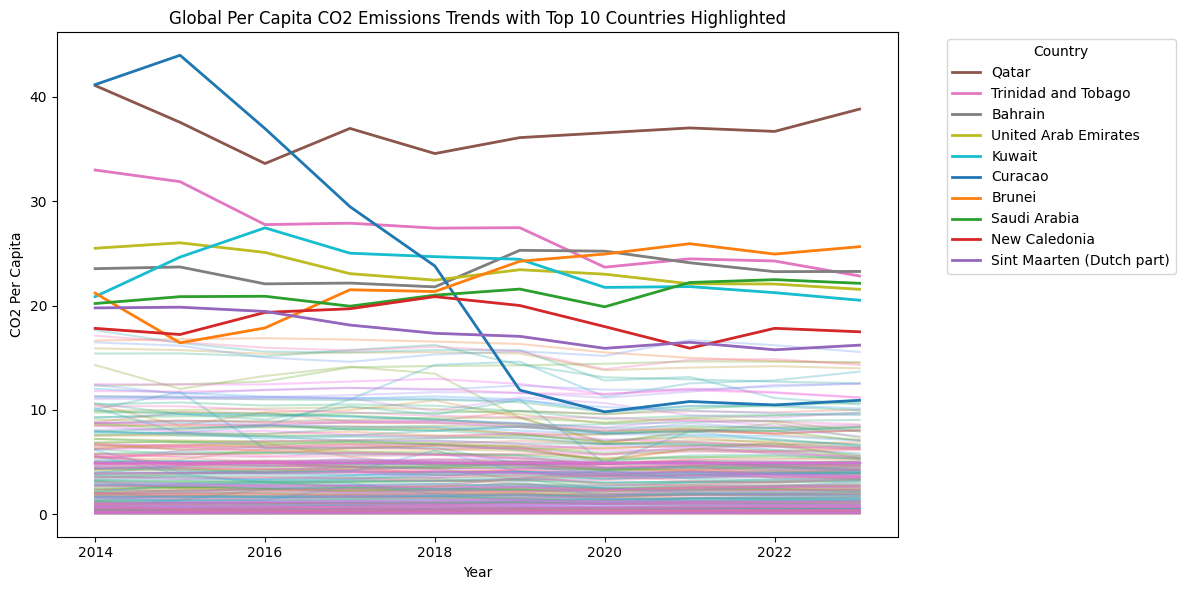 Global Per Capita CO2 Emissions Trends with Top 10 Countries Highlighted
CO2 Per Capita
40
30
20
10
0
2014
2016
2018
2020
2022
Year
Country
Qatar
Trinidad and Tobago
Bahrain
United Arab Emirates
Kuwait
Curacao
Brunei
Saudi Arabia
New Caledonia
Sint Maarten (Dutch part)